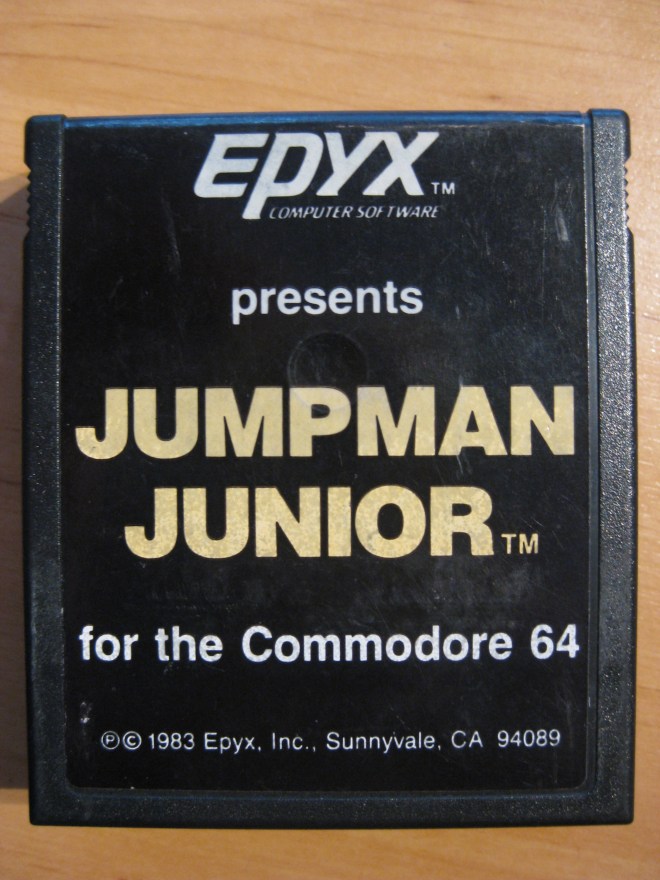 EPYX™
COMPUTER SOFTWARE
presents
JUMPMAN
JUNIOR™
for the Commodore 64
℗© 1983 Epyx, Inc., Sunnyvale, CA 94089